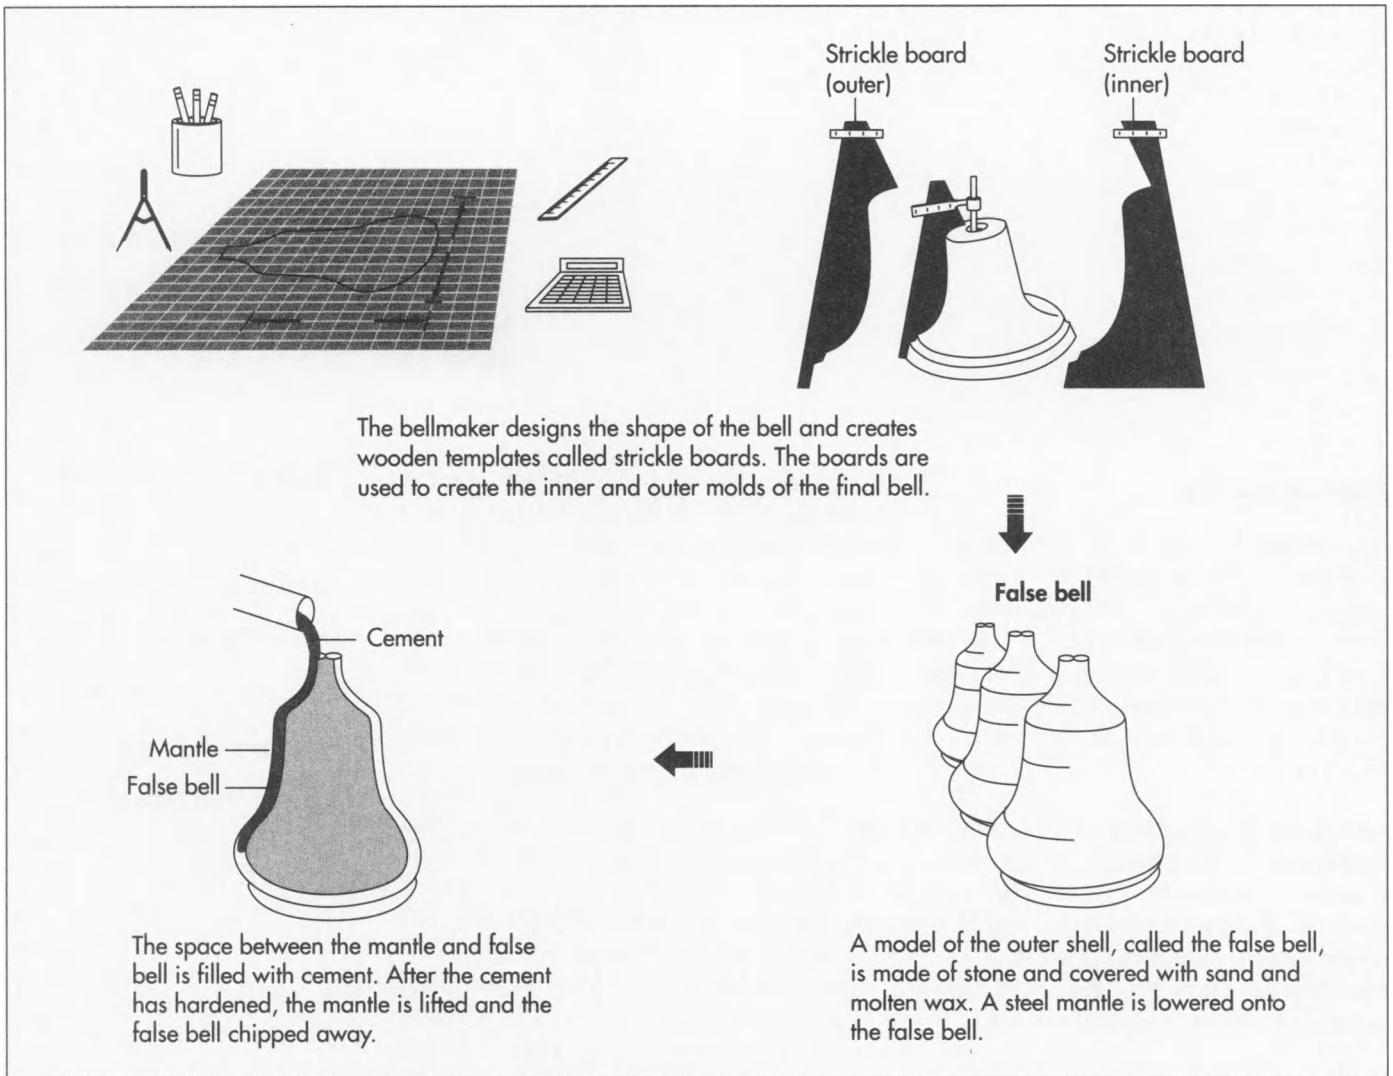 Strickle board
(outer)
Strickle board
(inner)
The bellmaker designs the shape of the bell and creates
wooden templates called strickle boards. The boards are
used to create the inner and outer molds of the final bell.
False bell
Cement
Mantle
False bell
The space between the mantle and false
bell is filled with cement. After the cement
has hardened, the mantle is lifted and the
false bell chipped away.
A model of the outer shell, called the false bell,
is made of stone and covered with sand and
molten wax. A steel mantle is lowered onto
the false bell.